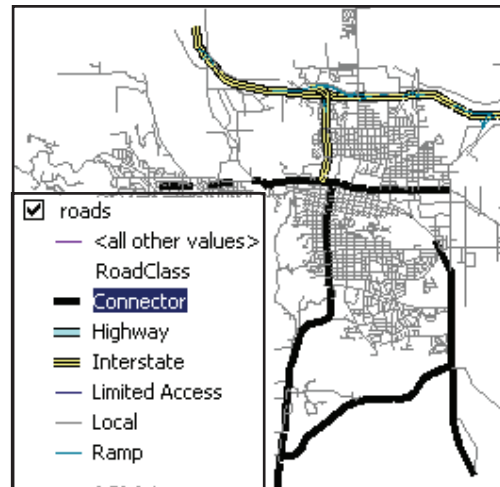 roads
<all other values>
RoadClass
Connector
Highway
Interstate
Limited Access
Local
Ramp